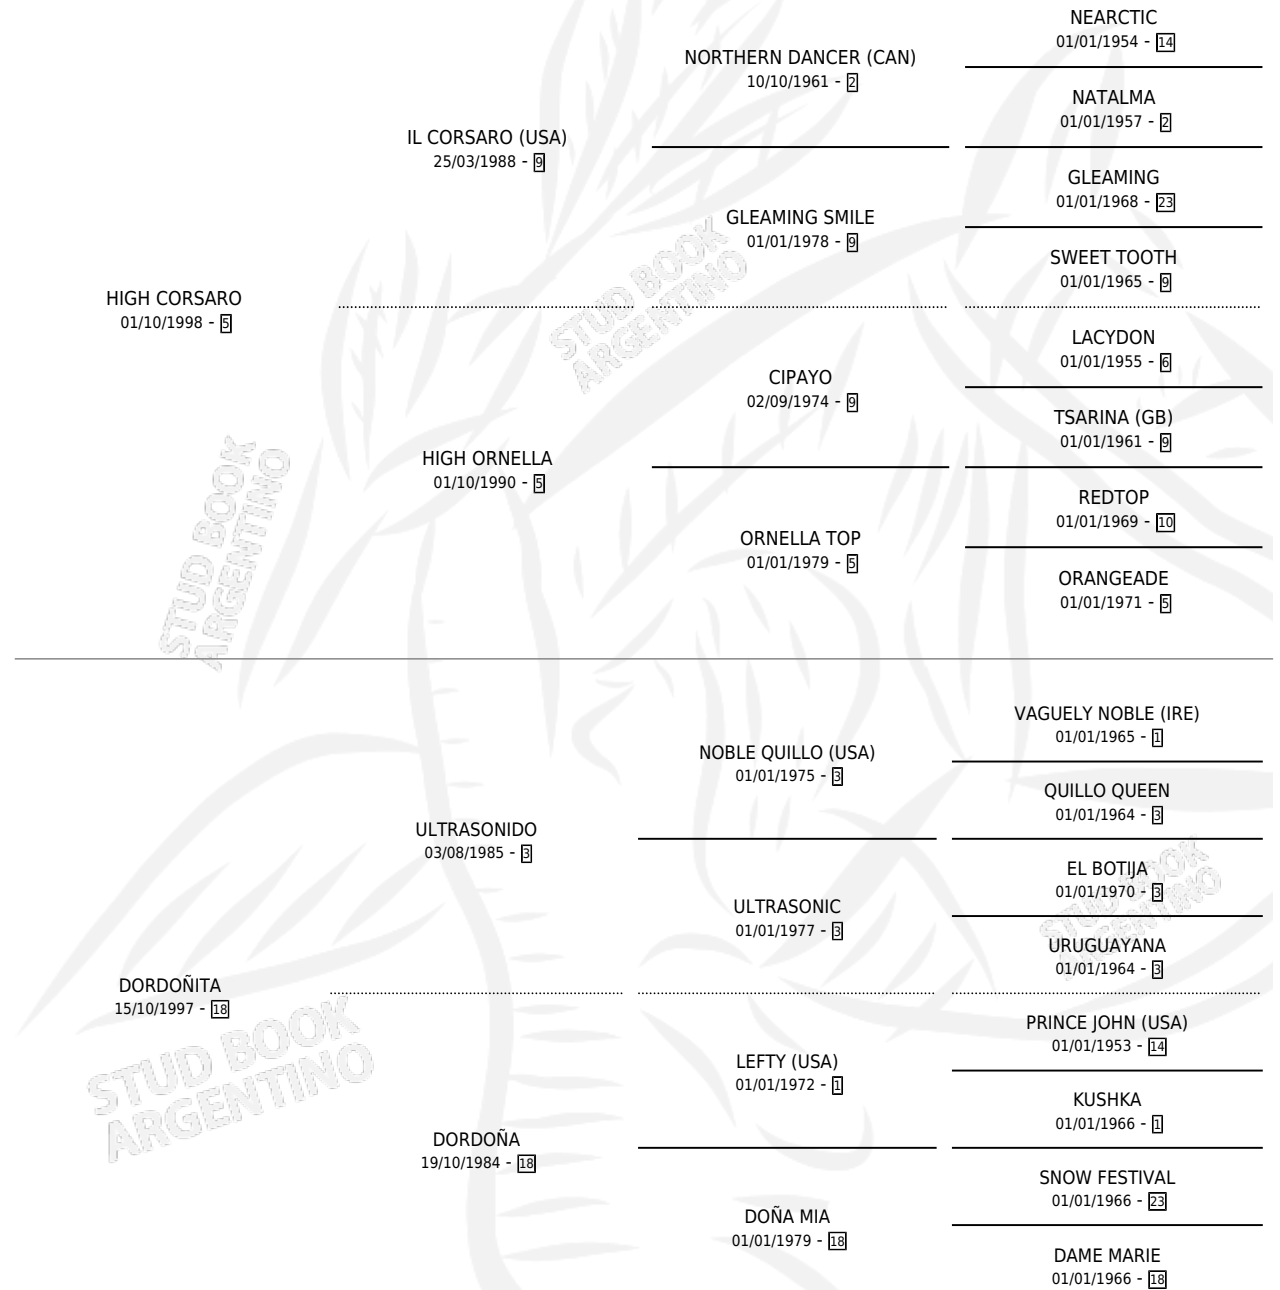 NEARCTIC
01/01/1954 - 14
NORTHERN DANCER (CAN)
10/10/1961 - 2
NATALMA
01/01/1957 - 2
IL CORSARO (USA)
25/03/1988 - 9
GLEAMING
01/01/1968 - 23
GLEAMING SMILE
01/01/1978 - 9
SWEET TOOTH
01/01/1965 - 9
HIGH CORSARO
01/10/1998 - 5
STUD BOOK
ARGENTINO
LACYDON
01/01/1955 - 6
CIPAYO
02/09/1974 - 9
TSARINA (GB)
01/01/1961 - 9
HIGH ORNELLA
01/10/1990 - 5
REDTOP
01/01/1969 - 10
ORNELLA TOP
01/01/1979 - 5
ORANGEADE
01/01/1971 - 5
STUD BOOK
ARGENTINO
VAGUELY NOBLE (IRE)
01/01/1965 - 1
NOBLE QUILLO (USA)
01/01/1975 - 3
QUILLO QUEEN
01/01/1964 - 3
ULTRASONIDO
03/08/1985 - 3
EL BOTIJA
01/01/1970 - 3
ULTRASONIC
01/01/1977 - 3
URUGUAYANA
01/01/1964 - 3
STUD BOOK
ARGENTINO
DORDOÑITA
15/10/1997 - 18
PRINCE JOHN (USA)
01/01/1953 - 14
LEFTY (USA)
01/01/1972 - 1
KUSHKA
01/01/1966 - 1
STUD BOOK
ARGENTINO
DORDOÑA
19/10/1984 - 18
SNOW FESTIVAL
01/01/1966 - 23
DOÑA MIA
01/01/1979 - 18
DAME MARIE
01/01/1966 - 18